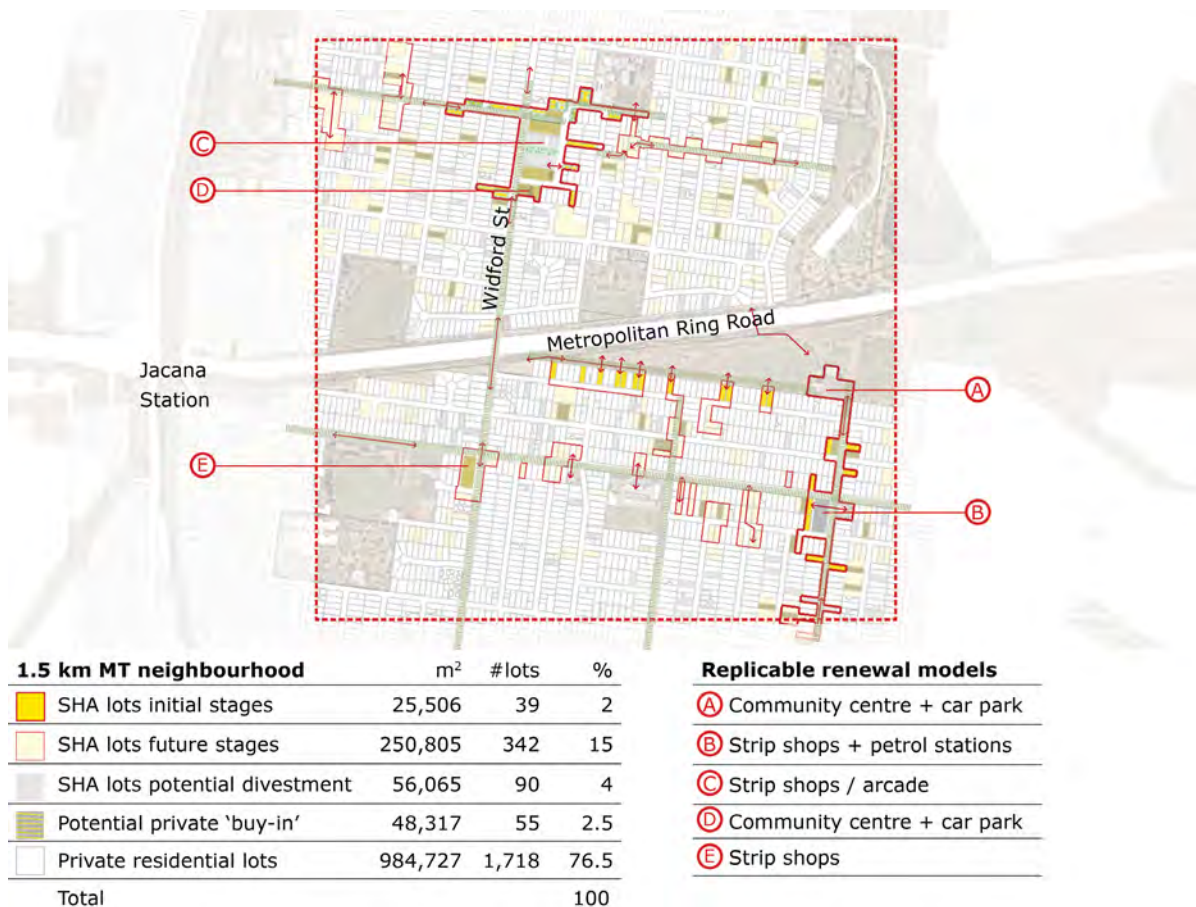 C
D
Widford St
Metropolitan Ring Road
Jacana
Station
A
E
B
1.5 km MT neighbourhood m² #lots %
SHA lots initial stages 25,506 39 2
SHA lots future stages 250,805 342 15
SHA lots potential divestment 56,065 90 4
Potential private ‘buy-in’ 48,317 55 2.5
Private residential lots 984,727 1,718 76.5
Total 100
Replicable renewal models
A Community centre + car park
B Strip shops + petrol stations
C Strip shops / arcade
D Community centre + car park
E Strip shops